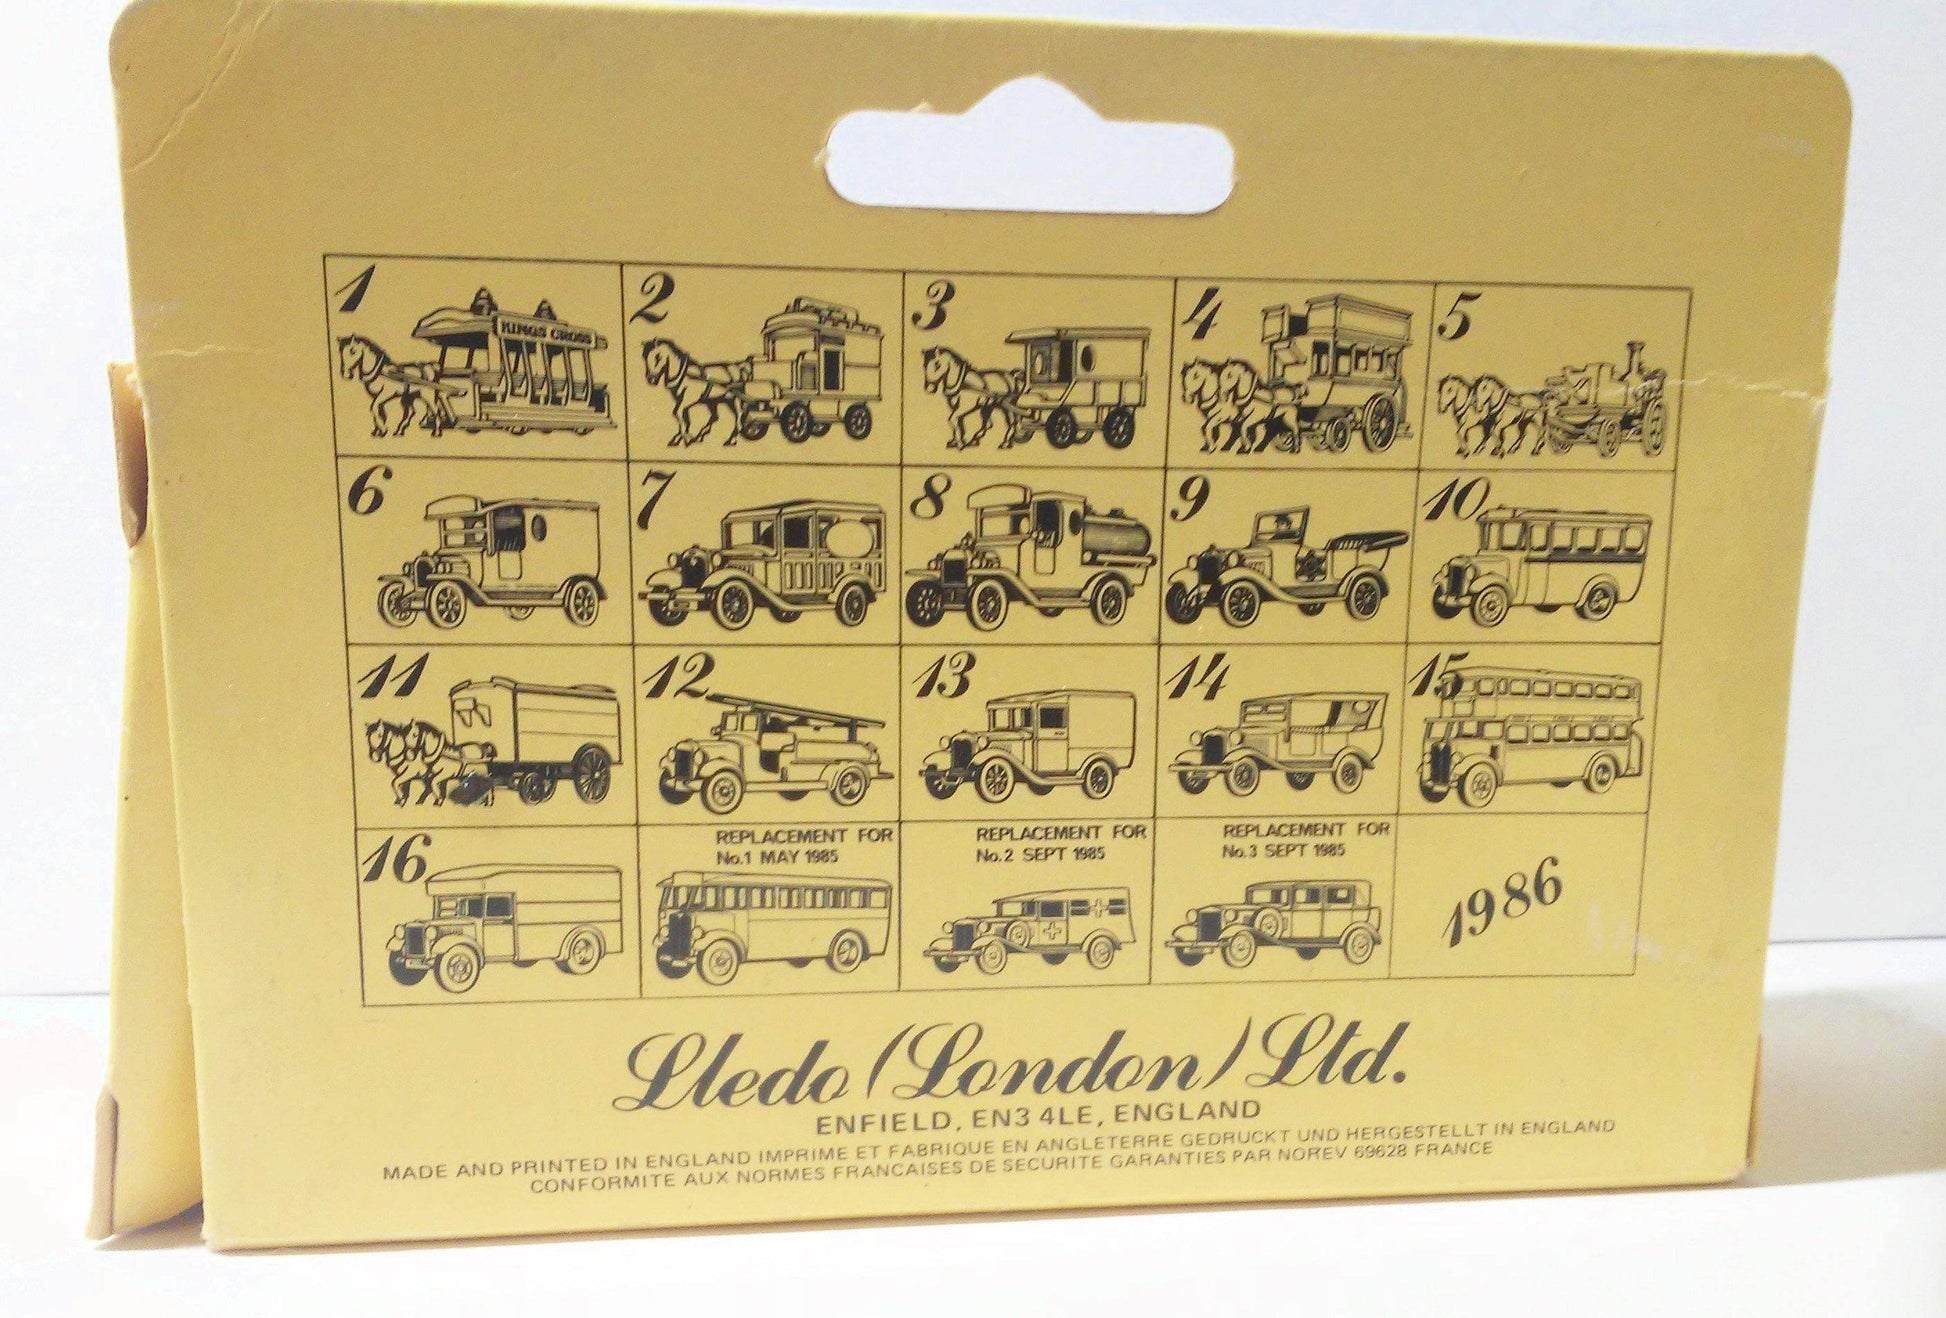 1
KINGS CROSS
2
3
4
5
6
7
8
9
10
11
12
13
14
15
16
REPLACEMENT FOR
No.1 MAY 1985
REPLACEMENT FOR
No.2 SEPT 1985
REPLACEMENT FOR
No.3 SEPT 1985
1986
Lledo (London) Ltd.
ENFIELD, EN3 4LE, ENGLAND
MADE AND PRINTED IN ENGLAND IMPRIME ET FABRIQUE EN ANGLETERRE GEDRUCKT UND HERGESTELLT IN ENGLAND
CONFORMITE AUX NORMES FRANCAISES DE SECURITE GARANTIES PAR NOREV 69628 FRANCE